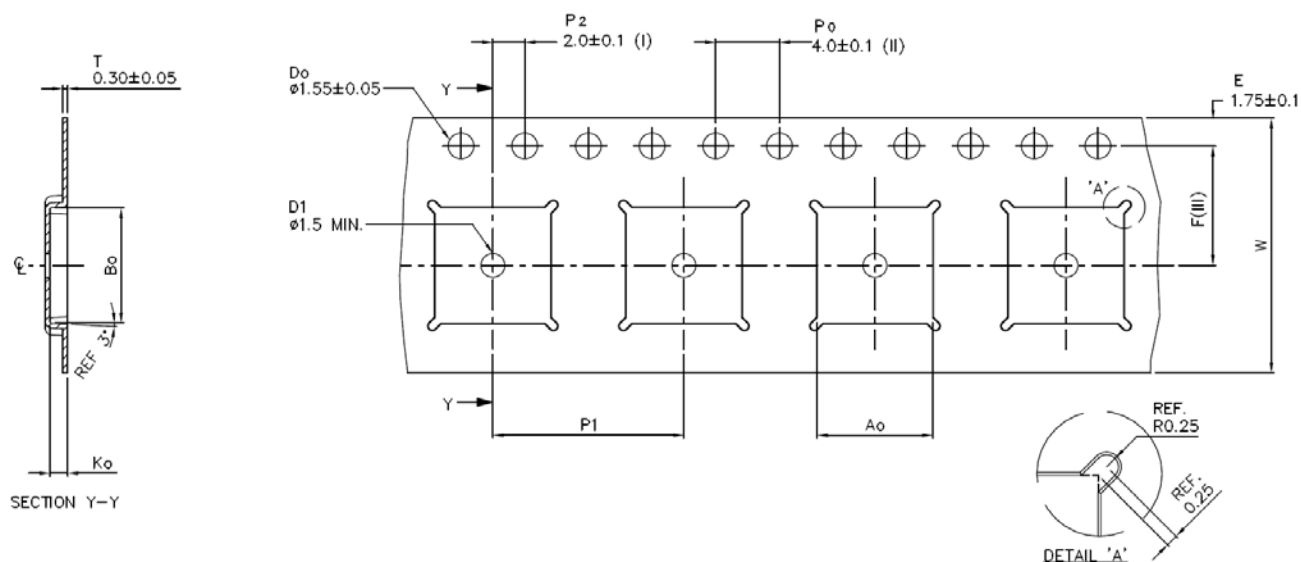 P2
2.0±0.1 (I)
Po
4.0±0.1 (II)
T
0.30±0.05
Do
ø1.55±0.05
Y
E
1.75±0.1
'A'
D1
ø1.5 MIN.
F(III)
W
℄
Bo
REF 3°
Y
P1
Ao
Ko
SECTION Y-Y
REF.
R0.25
REF.
0.25
DETAIL 'A'